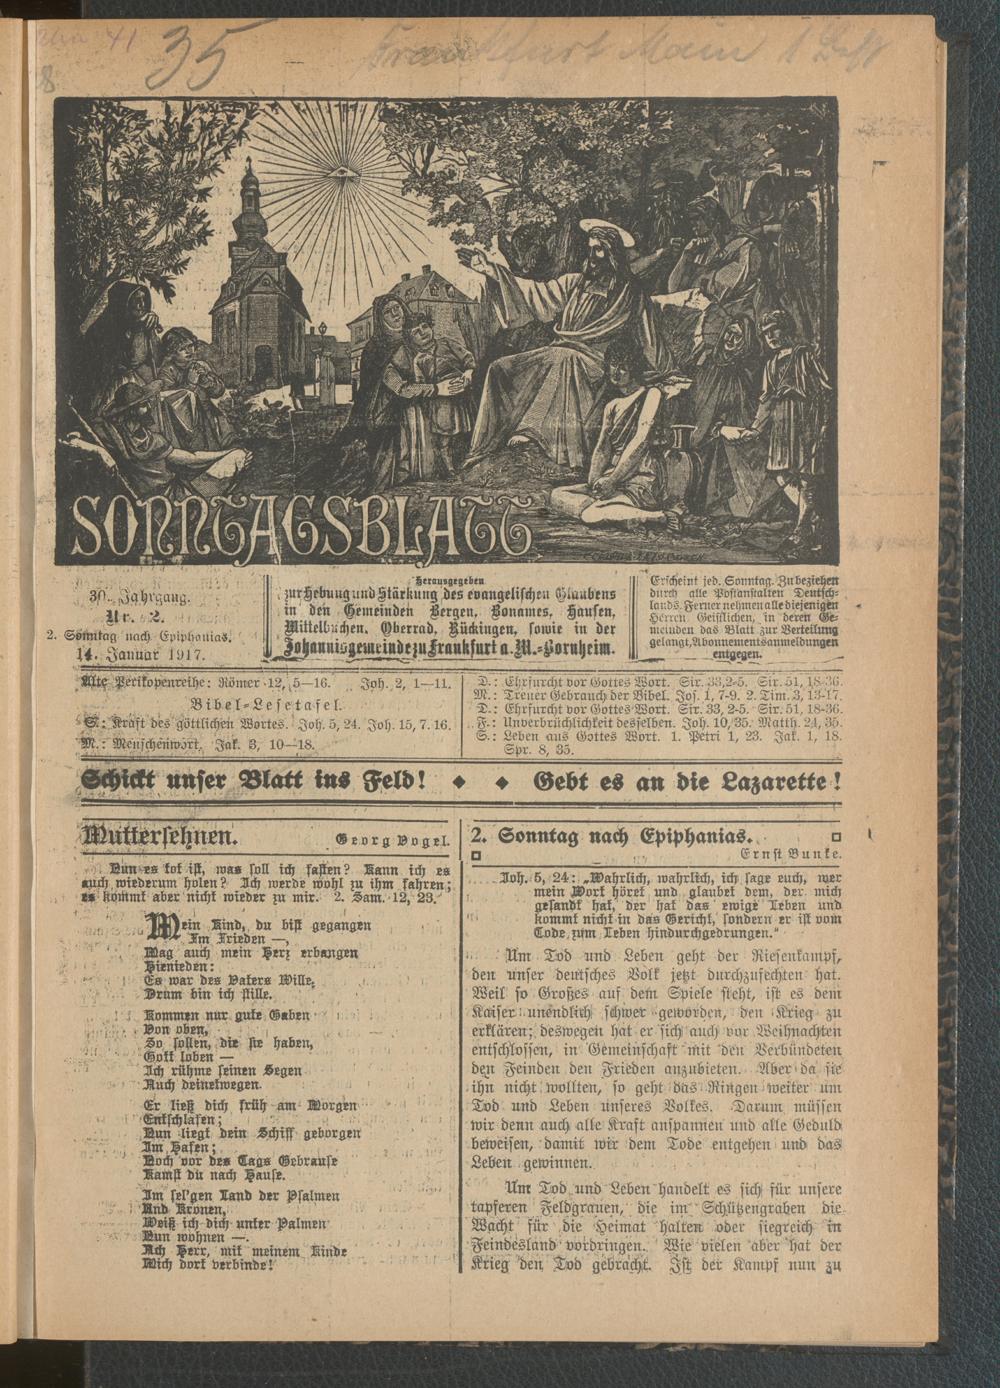 35
Frankfurt Main
SONNTAGSBLATT
30. Jahrgang.
Nr. 2.
2. Sonntag nach Epiphanias.
14. Januar 1917.
Herausgegeben
zur Hebung und Stärkung des evangelischen Glaubens
in den Gemeinden Bergen, Bonames, Hausen,
Mittelbuchen, Oberrad, Rückingen, sowie in der
Johannisgemeinde zu Frankfurt a. M.-Bornheim.
Erscheint jed. Sonntag. Zu beziehen
durch alle Postanstalten Deutsch-
lands. Ferner nehmen alle diejenigen
Herren Geistlichen, in deren Ge-
meinden das Blatt zur Verteilung
gelangt, Abonnementsanmeldungen
entgegen.
Alte Perikopenreihe: Römer 12, 5—16. Joh. 2, 1—11.
Bibel-Lesetafel.
S.: Kraft des göttlichen Wortes. Joh. 5, 24. Joh. 15, 7. 16.
M.: Menschenwort. Jak. 3, 10—18.
D.: Ehrfurcht vor Gottes Wort. Sir. 33, 2-5. Sir. 51, 18-36.
M.: Treuer Gebrauch der Bibel. Jos. 1, 7-9. 2. Tim. 3, 13-17.
D.: Ehrfurcht vor Gottes Wort. Sir. 33, 2-5. Sir. 51, 18-36.
F.: Unverbrüchlichkeit desselben. Joh. 10, 35. Matth. 24, 35.
S.: Leben aus Gottes Wort. 1. Petri 1, 23. Jak. 1, 18.
Spr. 8, 35.
Schickt unser Blatt ins Feld! ◆ ◆ Gebt es an die Lazarette!
Muttersehnen. Georg Vogel.
Nun es tot ist, was soll ich fasten? Kann ich es
auch wiederum holen? Ich werde wohl zu ihm fahren;
es kommt aber nicht wieder zu mir. 2. Sam. 12, 23.
Mein Kind, du bist gegangen
Im Frieden —,
Mag auch mein Herz erbangen
Hienieden:
Es war des Vaters Wille,
Drum bin ich stille.
Kommen nur gute Gaben
Von oben,
So sollen, die sie haben,
Gott loben —
Ich rühme seinen Segen
Auch deinetwegen.
Er ließ dich früh am Morgen
Entschlafen;
Nun liegt dein Schiff geborgen
Im Hafen;
Noch vor des Tags Gebrause
Kamst du nach Hause.
Im sel'gen Land der Psalmen
Und Kronen,
Weiß ich dich unter Palmen
Nun wohnen —.
Ach Herr, mit meinem Kinde
Mich dort verbinde!
2. Sonntag nach Epiphanias.
Ernst Bunke.
Joh. 5, 24: „Wahrlich, wahrlich, ich sage euch, wer
mein Wort höret und glaubet dem, der mich
gesandt hat, der hat das ewige Leben und
kommt nicht in das Gericht, sondern er ist vom
Tode zum Leben hindurchgedrungen.“
Um Tod und Leben geht der Riesenkampf,
den unser deutsches Volk jetzt durchzufechten hat.
Weil so Großes auf dem Spiele steht, ist es dem
Kaiser unendlich schwer geworden, den Krieg zu
erklären; deswegen hat er sich auch vor Weihnachten
entschlossen, in Gemeinschaft mit den Verbündeten
den Feinden den Frieden anzubieten. Aber da sie
ihn nicht wollten, so geht das Ringen weiter um
Tod und Leben unseres Volkes. Darum müssen
wir denn auch alle Kraft anspannen und alle Geduld
beweisen, damit wir dem Tode entgehen und das
Leben gewinnen.
Um Tod und Leben handelt es sich für unsere
tapferen Feldgrauen, die im Schützengraben die
Wacht für die Heimat halten oder siegreich in
Feindesland vordringen. Wie vielen aber hat der
Krieg den Tod gebracht. Ist der Kampf nun zu